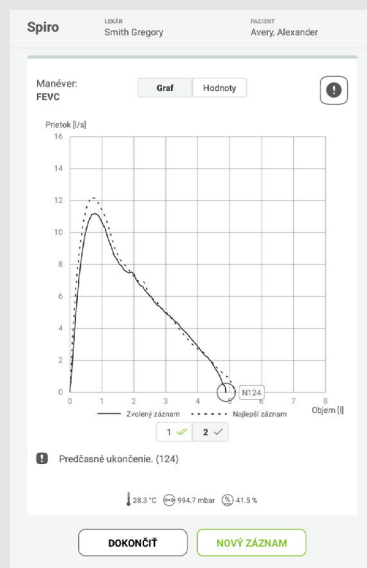 Spiro
LEKÁR
Smith Gregory
PACIENT
Avery, Alexander
Manéver:
FEVC
Graf
Hodnoty
Prietok [l/s]
16
14
12
10
8
6
4
2
0
0 1 2 3 4 5 6 7 8
N124
Objem [l]
Zvolený záznam
Najlepší záznam
1
2
Predčasné ukončenie. (124)
28.3 °C 994.7 mbar 41.5 %
DOKONČIŤ
NOVÝ ZÁZNAM